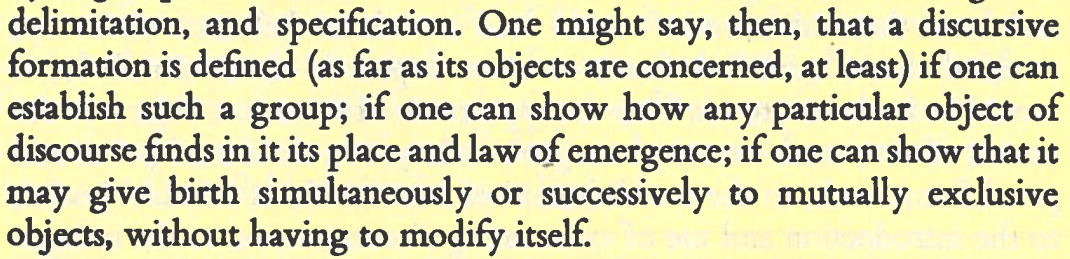 delimitation, and specification. One might say, then, that a discursive
formation is defined (as far as its objects are concerned, at least) if one can
establish such a group; if one can show how any particular object of
discourse finds in it its place and law of emergence; if one can show that it
may give birth simultaneously or successively to mutually exclusive
objects, without having to modify itself.